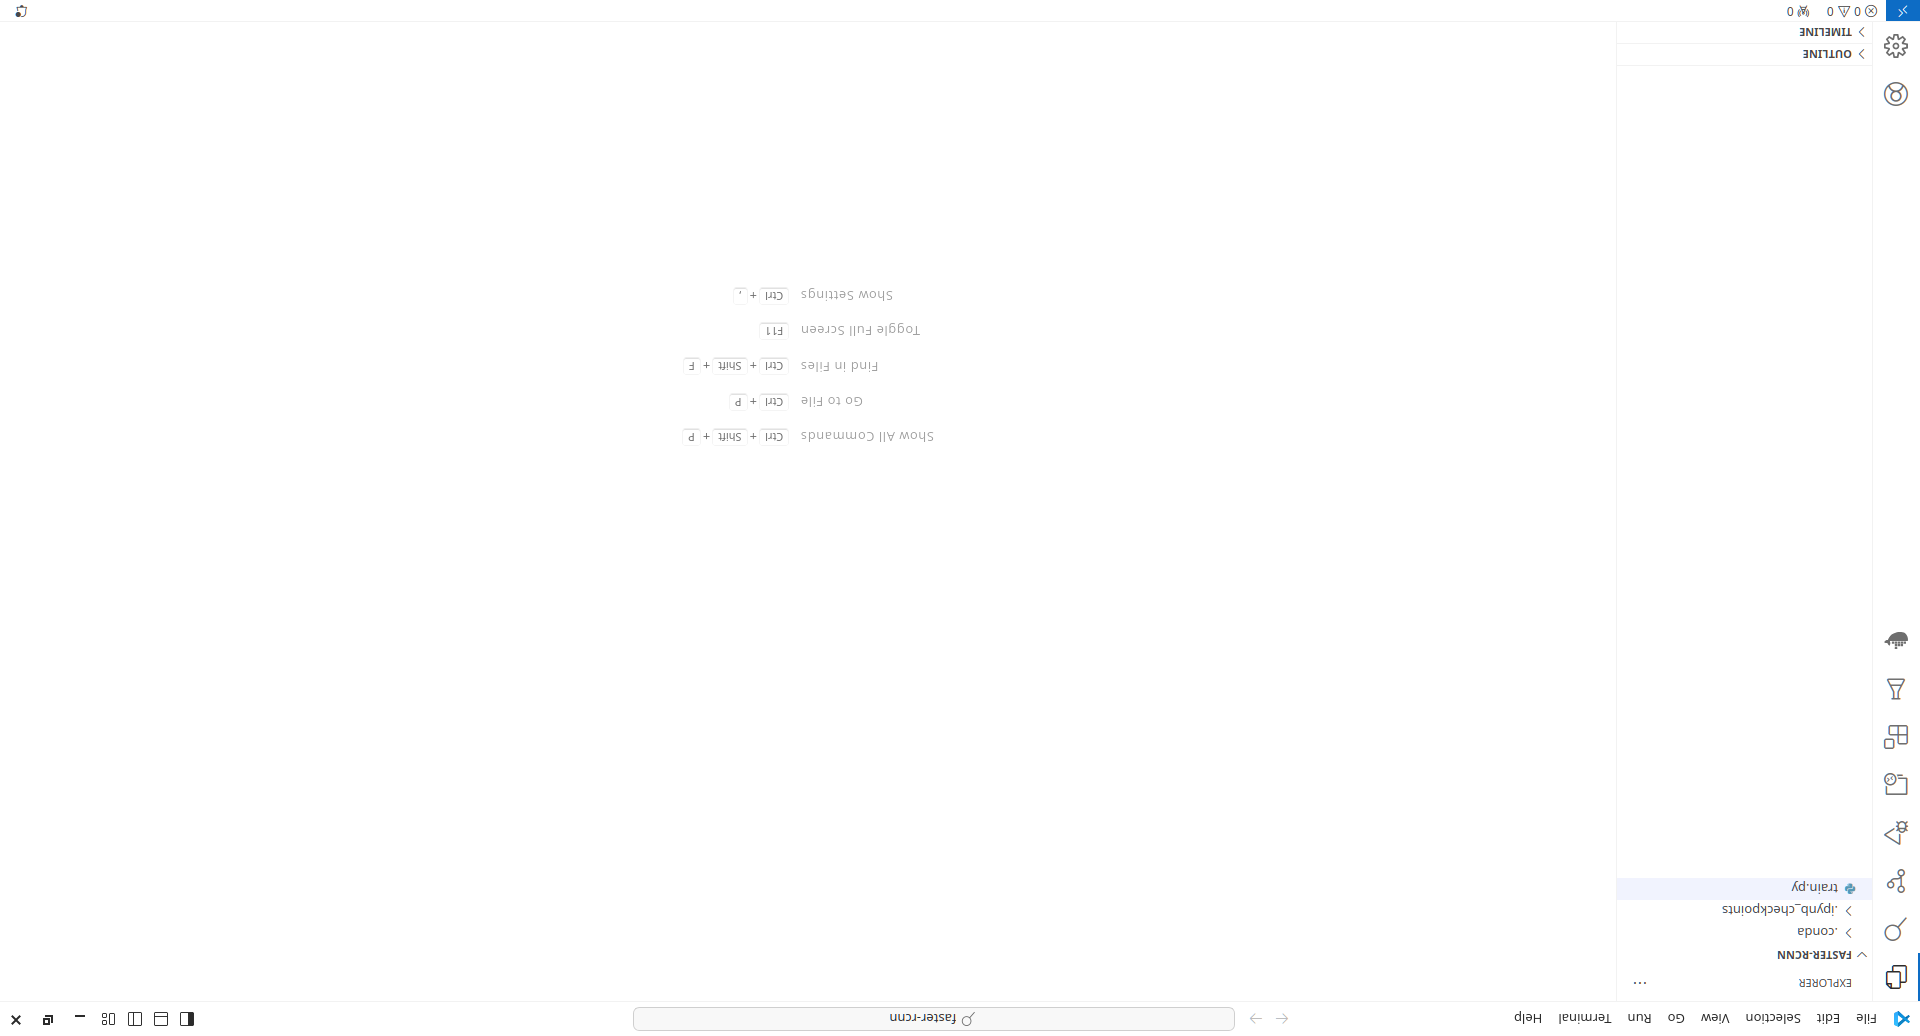 File Edit Selection View Go Run Terminal Help
faster-rcnn
EXPLORER
FASTER-RCNN
.conda
.ipynb_checkpoints
train.py
Show All Commands Ctrl + Shift + P
Go to File Ctrl + P
Find in Files Ctrl + Shift + F
Toggle Full Screen F11
Show Settings Ctrl + ,
OUTLINE
TIMELINE
0 0 0